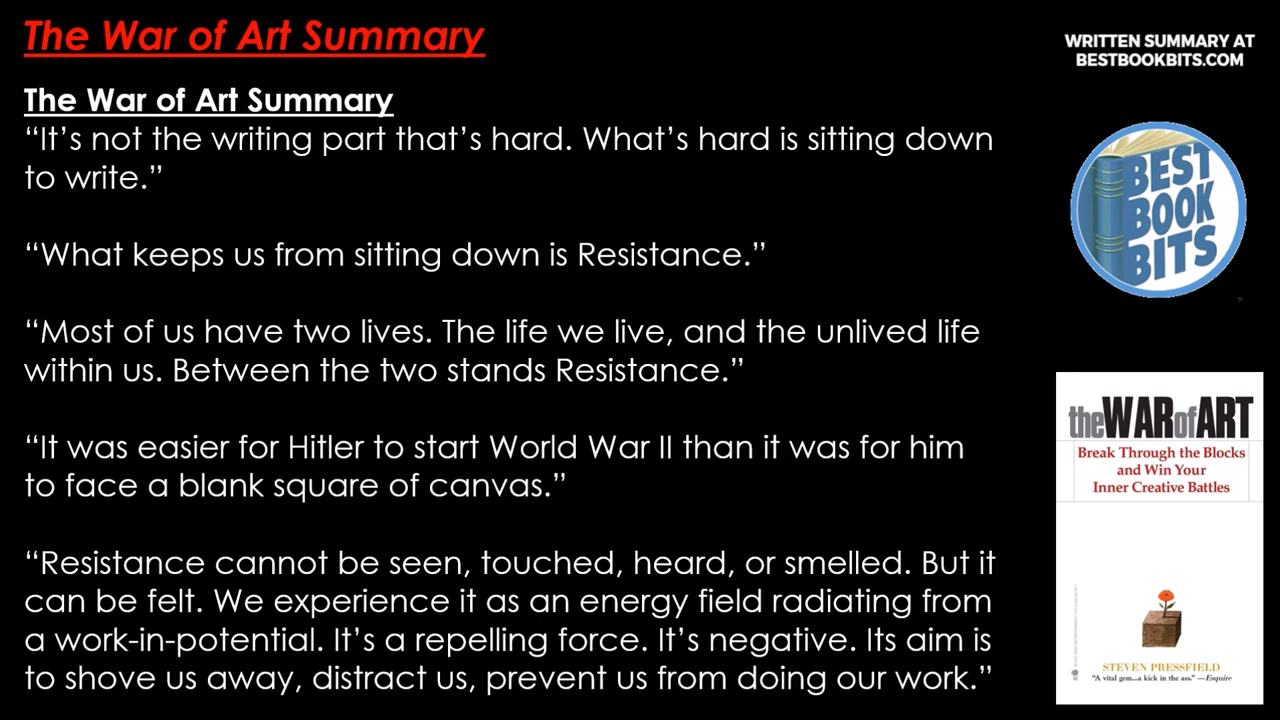 The War of Art Summary
WRITTEN SUMMARY AT
BESTBOOKBITS.COM
The War of Art Summary
“It’s not the writing part that’s hard. What’s hard is sitting down
to write.”
“What keeps us from sitting down is Resistance.”
“Most of us have two lives. The life we live, and the unlived life
within us. Between the two stands Resistance.”
“It was easier for Hitler to start World War II than it was for him
to face a blank square of canvas.”
“Resistance cannot be seen, touched, heard, or smelled. But it
can be felt. We experience it as an energy field radiating from
a work-in-potential. It’s a repelling force. It’s negative. Its aim is
to shove us away, distract us, prevent us from doing our work.”
BEST
BOOK
BITS
theWARofART
Break Through the Blocks
and Win Your
Inner Creative Battles
STEVEN PRESSFIELD
“A vital gem...a kick in the ass.” —Esquire